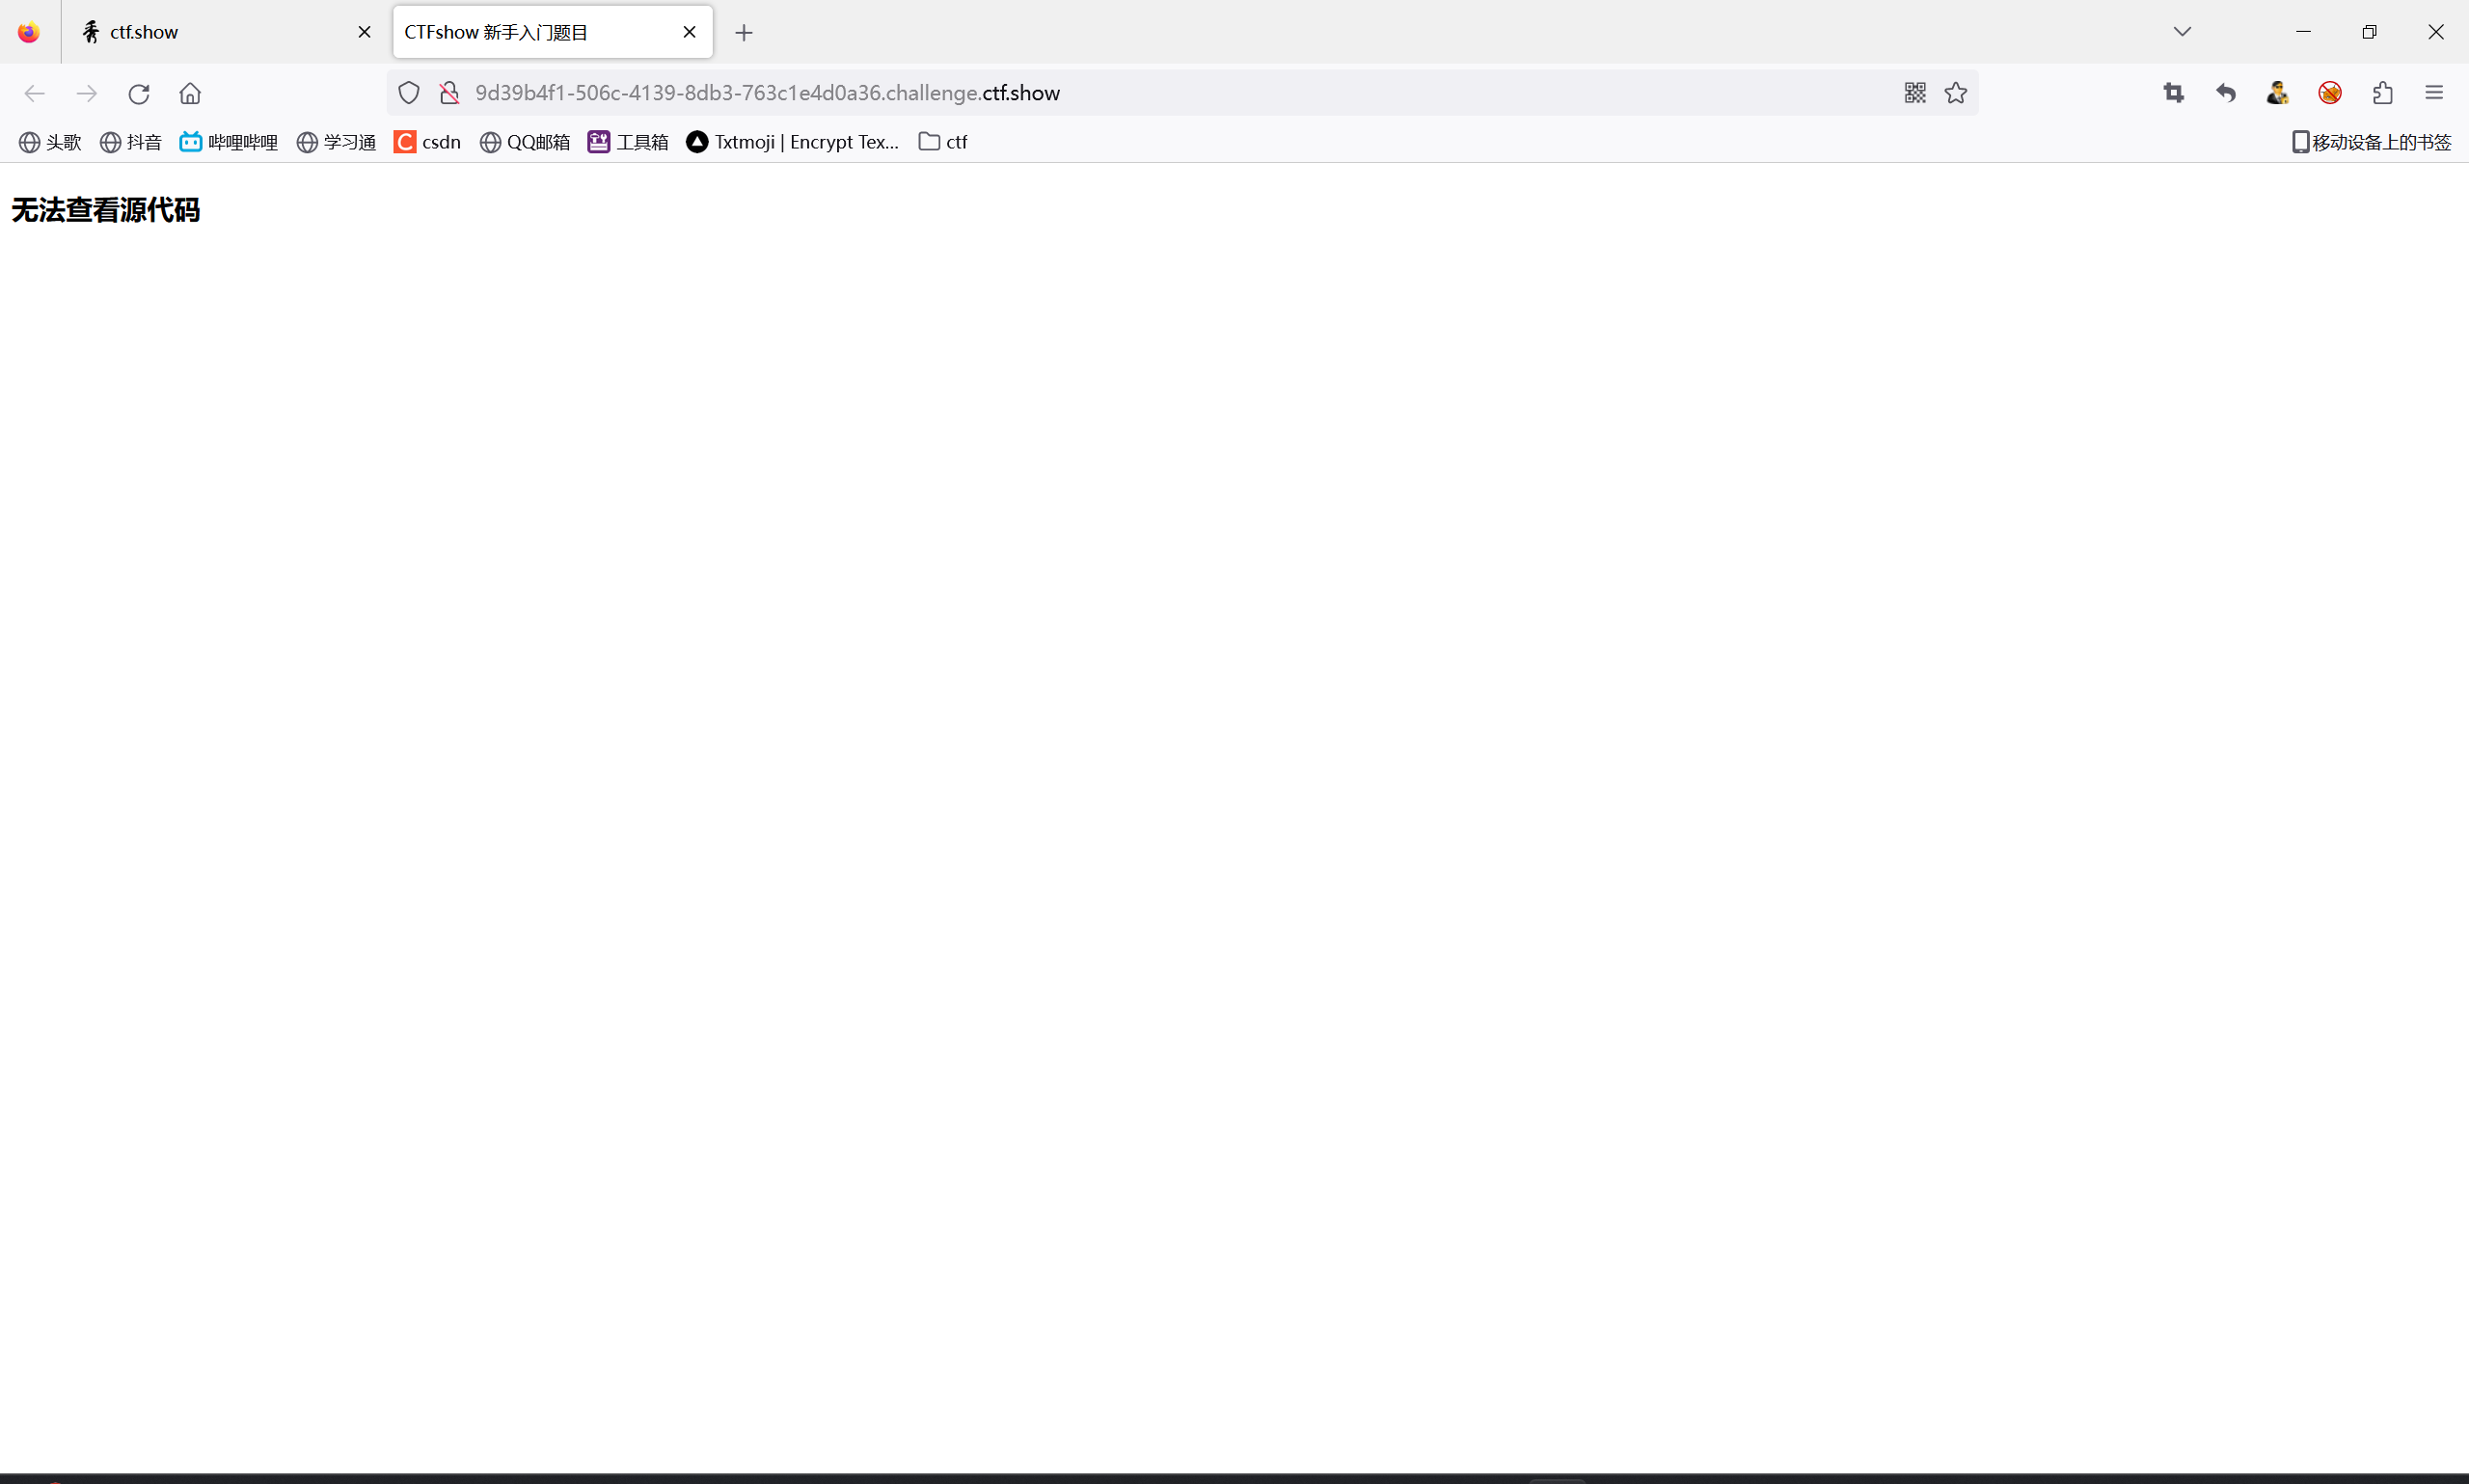 ctf.show
CTFshow 新手入门题目
9d39b4f1-506c-4139-8db3-763c1e4d0a36.challenge.ctf.show
头歌 抖音 哔哩哔哩 学习通 csdn QQ邮箱 工具箱 Txtmoji | Encrypt Tex... ctf 移动设备上的书签
无法查看源代码